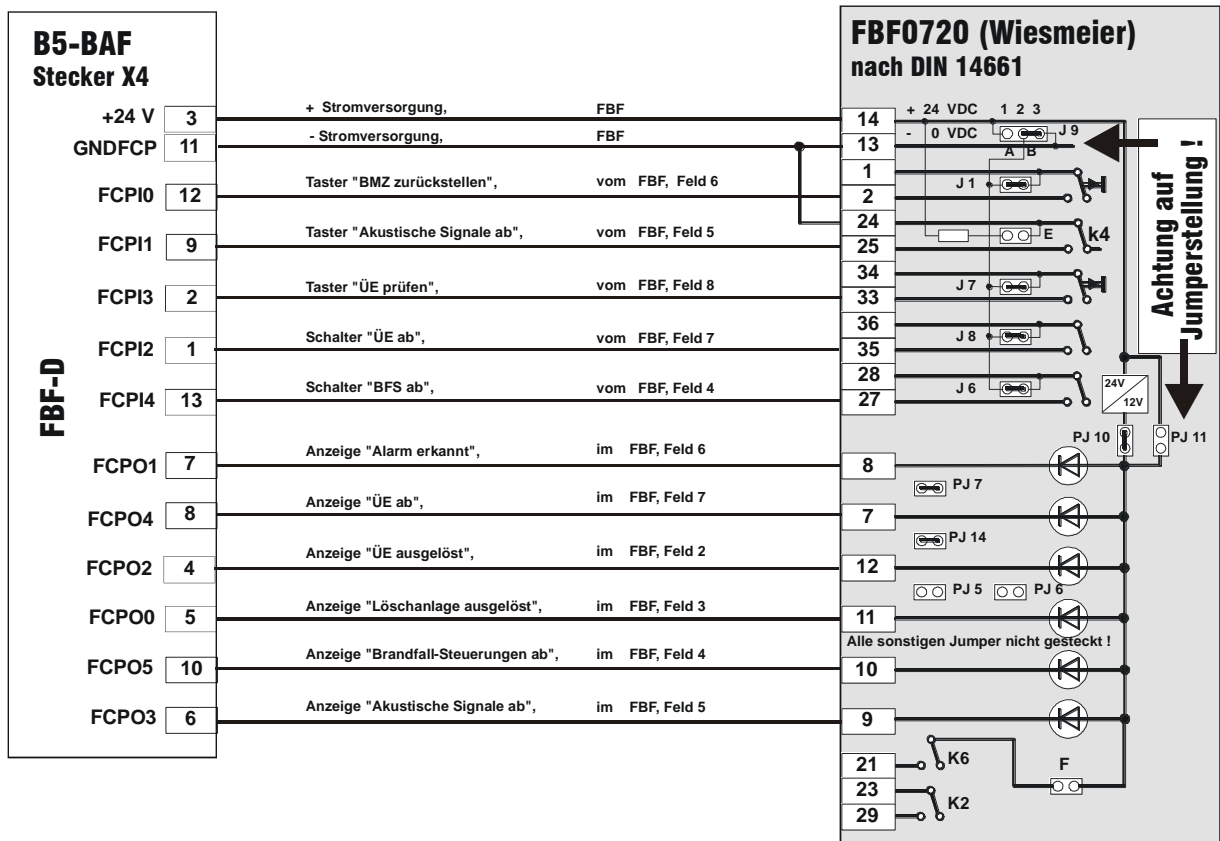 B5-BAF
Stecker X4
FBF0720 (Wiesmeier)
nach DIN 14661
+24 V 3 + Stromversorgung, FBF 14 + 24 VDC 1 2 3
GNDFCP 11 - Stromversorgung, FBF 13 - 0 VDC J 9
A B
FCPI0 12 Taster "BMZ zurückstellen", vom FBF, Feld 6 1 J 1
2
FCPI1 9 Taster "Akustische Signale ab", vom FBF, Feld 5 24 E k4
25
FCPI3 2 Taster "ÜE prüfen", vom FBF, Feld 8 34 J 7
33
FCPI2 1 Schalter "ÜE ab", vom FBF, Feld 7 36 J 8
35
FCPI4 13 Schalter "BFS ab", vom FBF, Feld 4 28 J 6
27
24V
12V
Achtung auf
Jumperstellung !
FBF-D
PJ 10 PJ 11
FCPO1 7 Anzeige "Alarm erkannt", im FBF, Feld 6 8
PJ 7
FCPO4 8 Anzeige "ÜE ab", im FBF, Feld 7 7
PJ 14
FCPO2 4 Anzeige "ÜE ausgelöst", im FBF, Feld 2 12
PJ 5 PJ 6
FCPO0 5 Anzeige "Löschanlage ausgelöst", im FBF, Feld 3 11
Alle sonstigen Jumper nicht gesteckt !
FCPO5 10 Anzeige "Brandfall-Steuerungen ab", im FBF, Feld 4 10
FCPO3 6 Anzeige "Akustische Signale ab", im FBF, Feld 5 9
21 K6 F
23
29 K2